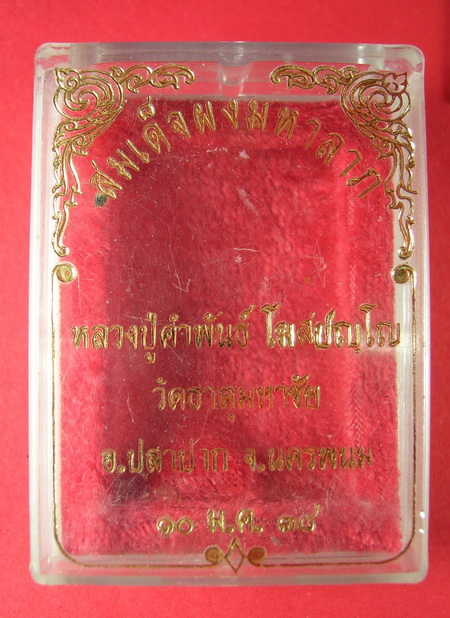 สมเด็จผงมหาลาภ
หลวงปู่คำพันธ์ โฆสปญฺโญ
วัดธาตุมหาชัย
อ.ปลาปาก จ.นครพนม
๑๐ ม.ค.